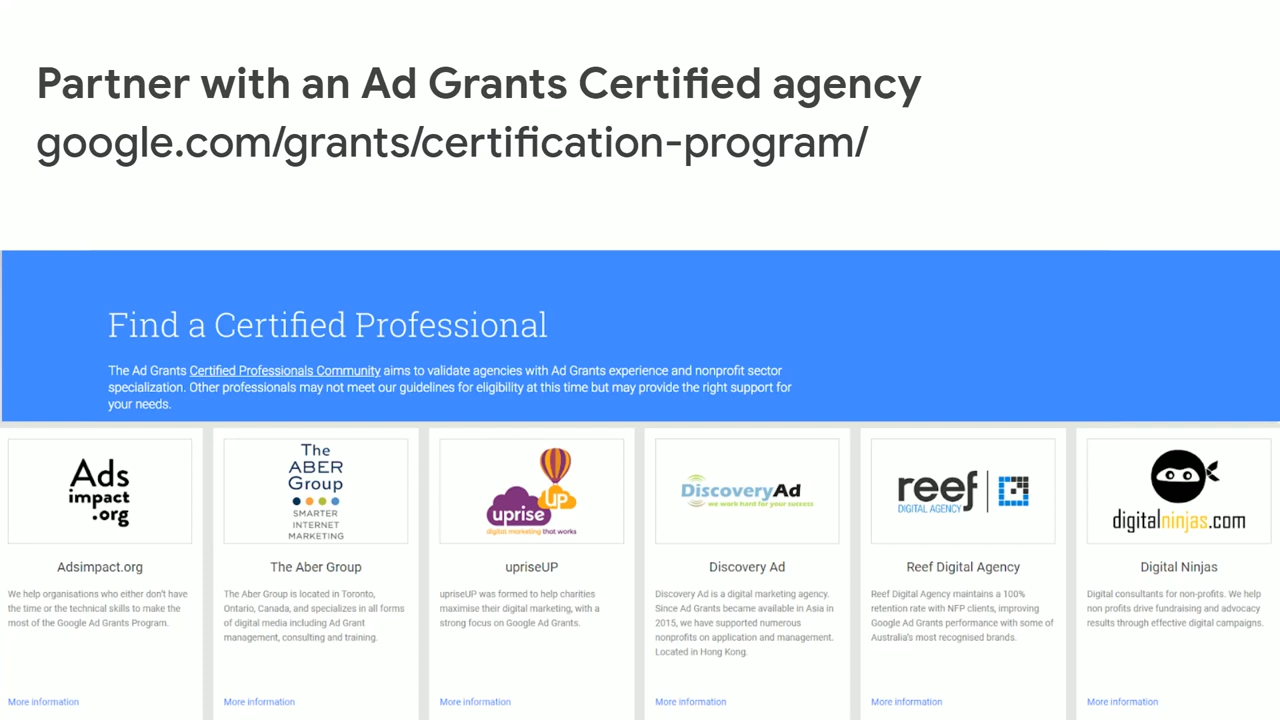 Partner with an Ad Grants Certified agency
google.com/grants/certification-program/
Find a Certified Professional
The Ad Grants Certified Professionals Community aims to validate agencies with Ad Grants experience and nonprofit sector
specialization. Other professionals may not meet our guidelines for eligibility at this time but may provide the right support for
your needs.
Ads
impact
.org
Adsimpact.org
We help organisations who either don't have
the time or the technical skills to make the
most of the Google Ad Grants Program.
More information
The
ABER
Group
SMARTER
INTERNET
MARKETING
The Aber Group
The Aber Group is located in Toronto,
Ontario, Canada, and specializes in all forms
of digital media including Ad Grant
management, consulting and training.
More information
UP
uprise
digital marketing that works
upriseUP
upriseUP was formed to help charities
maximise their digital marketing, with a
strong focus on Google Ad Grants.
More information
DiscoveryAd
we work hard for your success
Discovery Ad
Discovery Ad is a digital marketing agency.
Since Ad Grants became available in Asia in
2015, we have supported numerous
nonprofits on application and management.
Located in Hong Kong.
More information
reef
DIGITAL AGENCY
Reef Digital Agency
Reef Digital Agency maintains a 100%
retention rate with NFP clients, improving
Google Ad Grants performance with some of
Australia's most recognised brands.
More information
digitalninjas.com
Digital Ninjas
Digital consultants for non-profits. We help
non profits drive fundraising and advocacy
results through effective digital campaigns.
More information